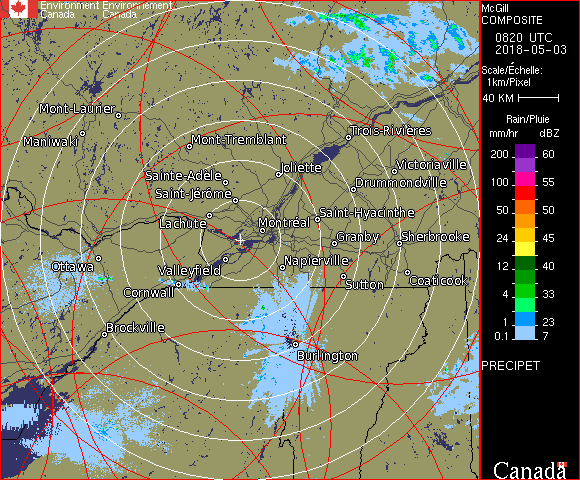 Environment Environnement
Canada Canada
McGill
COMPOSITE
0820 UTC
2018-05-03
Scale/Échelle:
1km/Pixel
40 KM
Rain/Pluie
mm/hr dBZ
200 60
150 65
100 55
50 50
24 45
12 40
4 33
2 23
0.1 7
PRECIPET
Canada
Mont-Laurier
Maniwaki
Mont-Tremblant
Trois-Rivières
Joliette
Victoriaville
Sainte-Adèle
Drummondville
Saint-Jérôme
Lachute
Saint-Hyacinthe
Montréal
Granby
Sherbrooke
Ottawa
Valleyfield
Napierville
Cornwall
Sutton
Coaticook
Brockville
Burlington